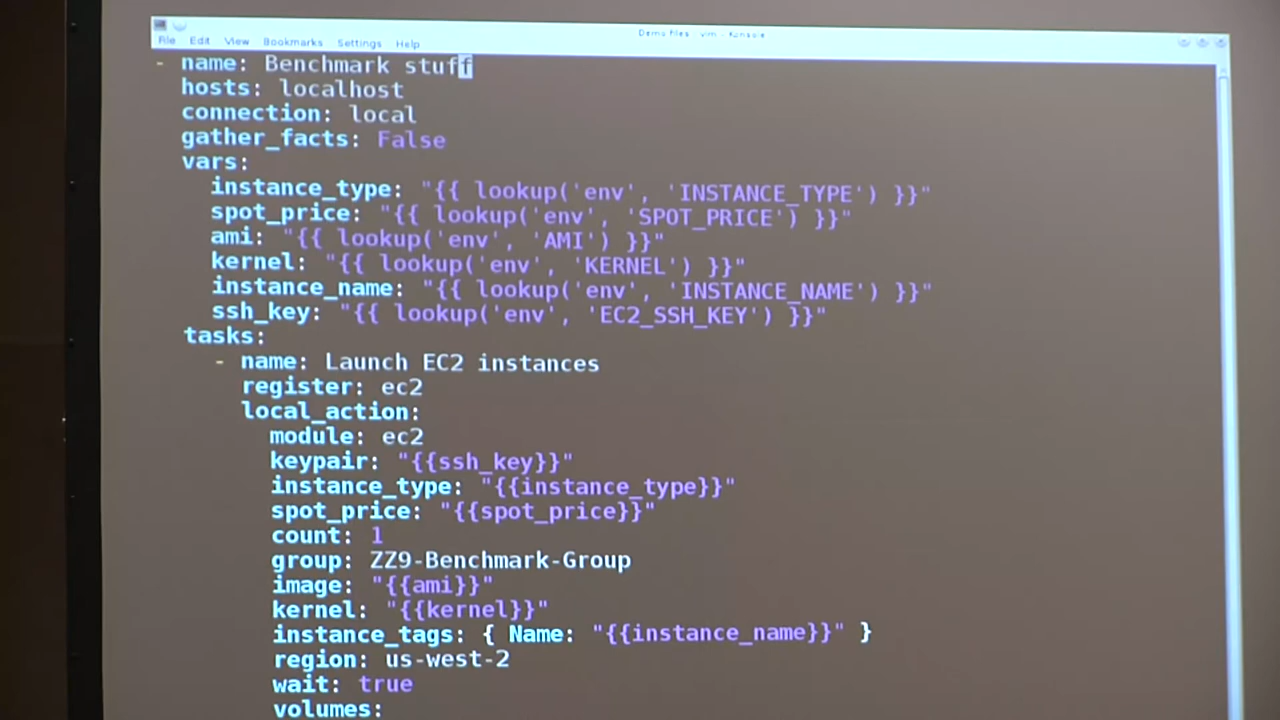 Demo files : vim - Konsole
File Edit View Bookmarks Settings Help
- name: Benchmark stuff
hosts: localhost
connection: local
gather_facts: False
vars:
instance_type: "{{ lookup('env', 'INSTANCE_TYPE') }}"
spot_price: "{{ lookup('env', 'SPOT_PRICE') }}"
ami: "{{ lookup('env', 'AMI') }}"
kernel: "{{ lookup('env', 'KERNEL') }}"
instance_name: "{{ lookup('env', 'INSTANCE_NAME') }}"
ssh_key: "{{ lookup('env', 'EC2_SSH_KEY') }}"
tasks:
- name: Launch EC2 instances
register: ec2
local_action:
module: ec2
keypair: "{{ssh_key}}"
instance_type: "{{instance_type}}"
spot_price: "{{spot_price}}"
count: 1
group: ZZ9-Benchmark-Group
image: "{{ami}}"
kernel: "{{kernel}}"
instance_tags: { Name: "{{instance_name}}" }
region: us-west-2
wait: true
volumes: